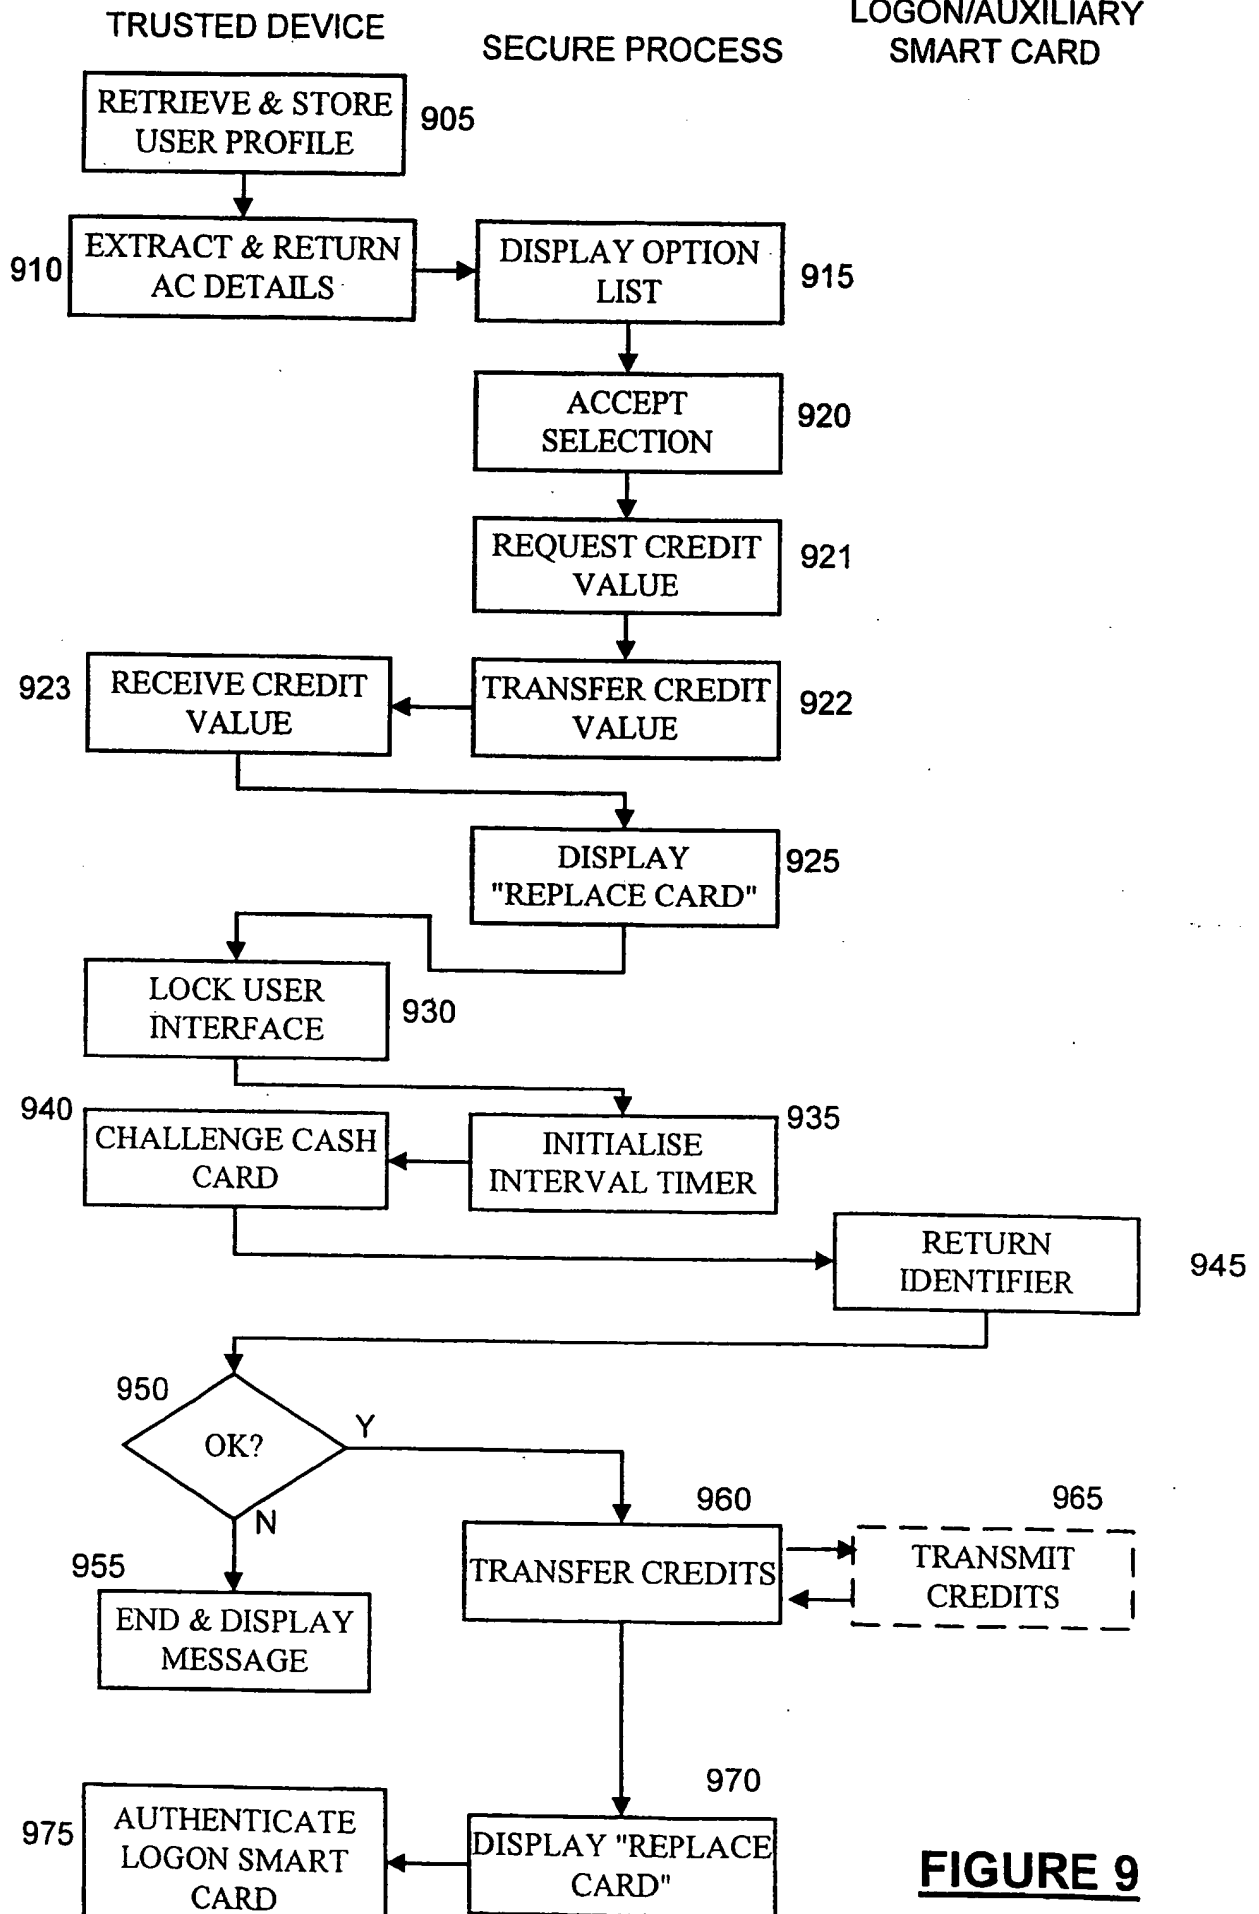 TRUSTED DEVICE
SECURE PROCESS
LOGON/AUXILIARY
SMART CARD
RETRIEVE & STORE
USER PROFILE
905
910
EXTRACT & RETURN
AC DETAILS
DISPLAY OPTION
LIST
915
ACCEPT
SELECTION
920
REQUEST CREDIT
VALUE
921
923
RECEIVE CREDIT
VALUE
TRANSFER CREDIT
VALUE
922
DISPLAY
"REPLACE CARD"
925
LOCK USER
INTERFACE
930
940
CHALLENGE CASH
CARD
INITIALISE
INTERVAL TIMER
935
RETURN
IDENTIFIER
945
950
OK?
Y
N
955
END & DISPLAY
MESSAGE
960
TRANSFER CREDITS
965
TRANSMIT
CREDITS
970
975
AUTHENTICATE
LOGON SMART
CARD
DISPLAY "REPLACE
CARD"
FIGURE 9